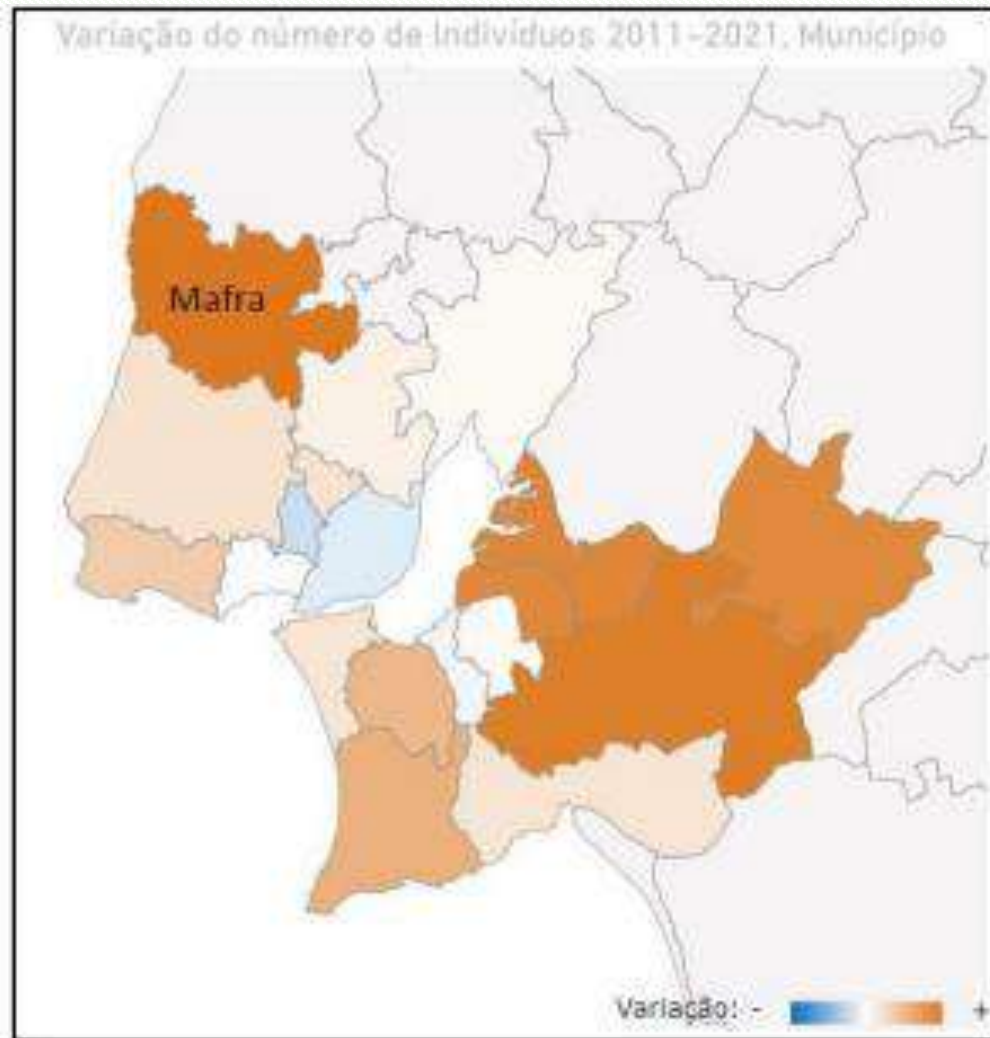 Variação do número de Indivíduos 2011-2021, Município
Mafra
Variação: - +